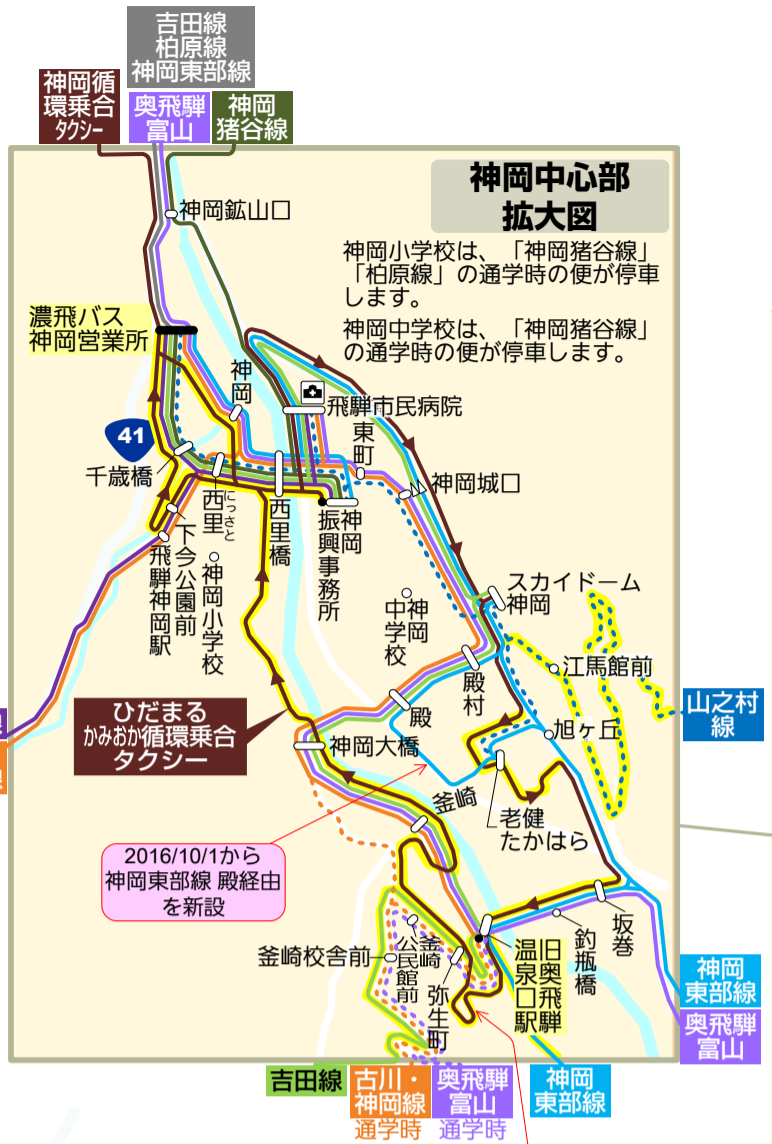 吉田線
柏原線
神岡東部線
神岡循
環乗合
タクシー
奥飛騨
富山
神岡
猪谷線
神岡中心部
拡大図
神岡鉱山口
神岡小学校は、「神岡猪谷線」
「柏原線」の通学時の便が停車
します。
神岡中学校は、「神岡猪谷線」
の通学時の便が停車します。
濃飛バス
神岡営業所
神岡
飛騨市民病院
41
東町
千歳橋
神岡城口
西里
にっさと
西里橋
神岡
振興事務所
下今公園前
飛騨神岡駅
神岡小学校
スカイドーム
神岡
神岡
中学校
江馬館前
殿村
殿
山之村
線
ひだまる
かみおか循環乗合
タクシー
神岡大橋
旭ヶ丘
釜崎
老健
たかはら
2016/10/1から
神岡東部線 殿経由
を新設
釜崎校舎前
釜崎
公民館前
弥生町
旧奥飛騨
温泉口駅
釣瓶橋
坂巻
神岡
東部線
奥飛騨
富山
吉田線
古川・
神岡線
通学時
奥飛騨
富山
通学時
神岡
東部線